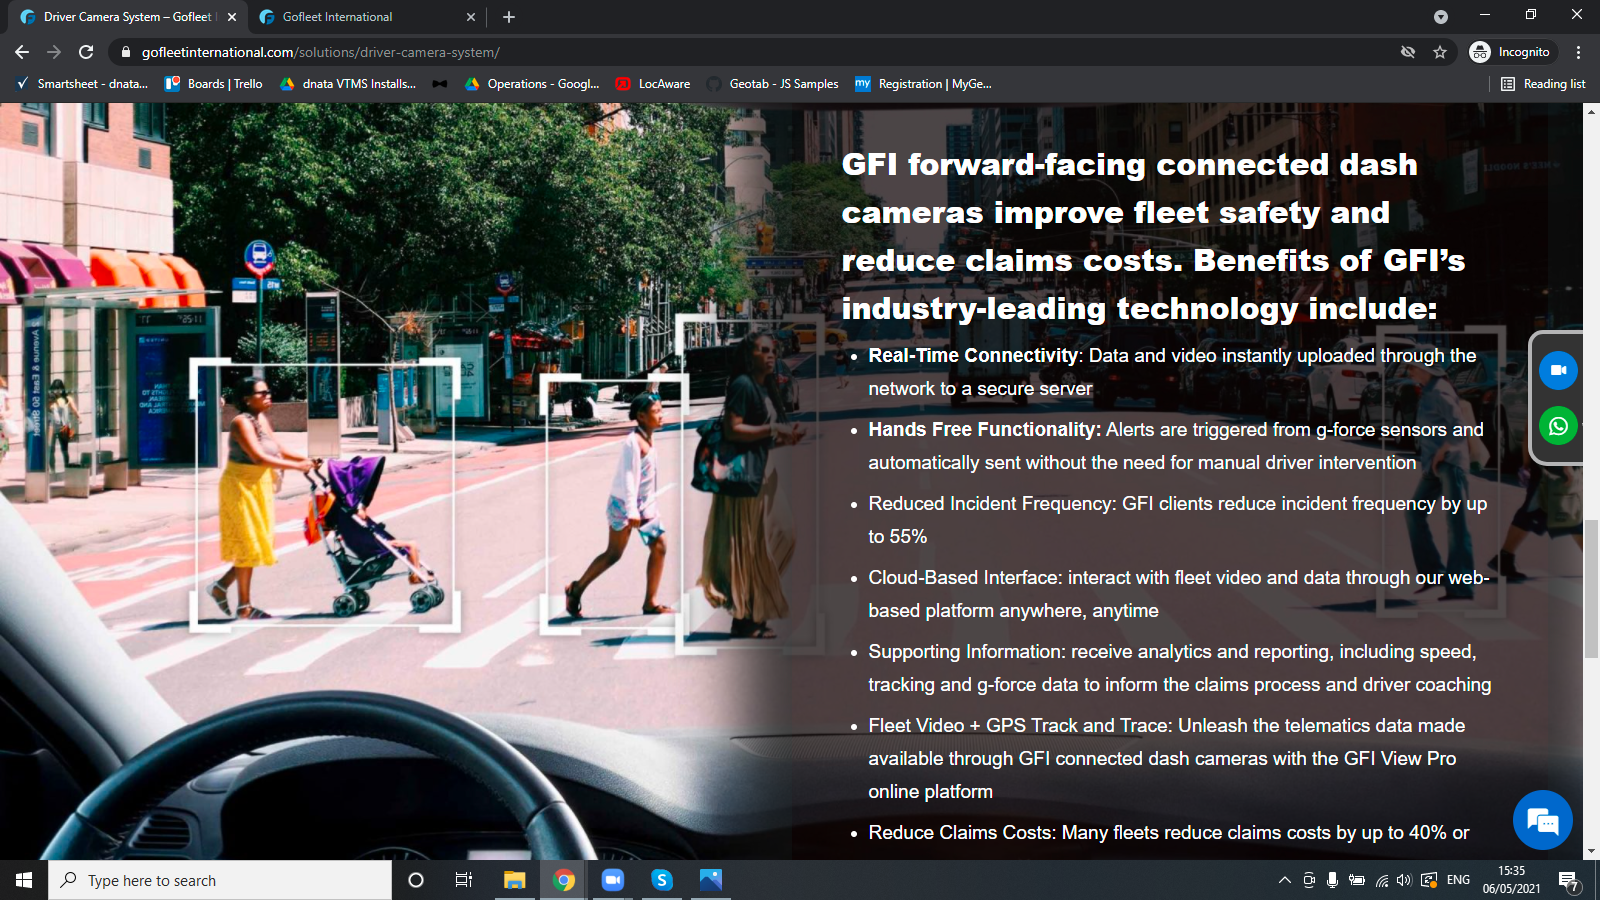 Driver Camera System – Gofleet
Gofleet International
gofleetinternational.com/solutions/driver-camera-system/
Incognito
Smartsheet - dnata...
Boards | Trello
dnata VTMS Installs...
Operations - Googl...
LocAware
Geotab - JS Samples
my
Registration | MyGe...
Reading list
GFI forward-facing connected dash
cameras improve fleet safety and
reduce claims costs. Benefits of GFI’s
industry-leading technology include:
• Real-Time Connectivity: Data and video instantly uploaded through the
network to a secure server
• Hands Free Functionality: Alerts are triggered from g-force sensors and
automatically sent without the need for manual driver intervention
• Reduced Incident Frequency: GFI clients reduce incident frequency by up
to 55%
• Cloud-Based Interface: interact with fleet video and data through our web-
based platform anywhere, anytime
• Supporting Information: receive analytics and reporting, including speed,
tracking and g-force data to inform the claims process and driver coaching
• Fleet Video + GPS Track and Trace: Unleash the telematics data made
available through GFI connected dash cameras with the GFI View Pro
online platform
• Reduce Claims Costs: Many fleets reduce claims costs by up to 40% or
Type here to search
ENG
15:35
06/05/2021
7